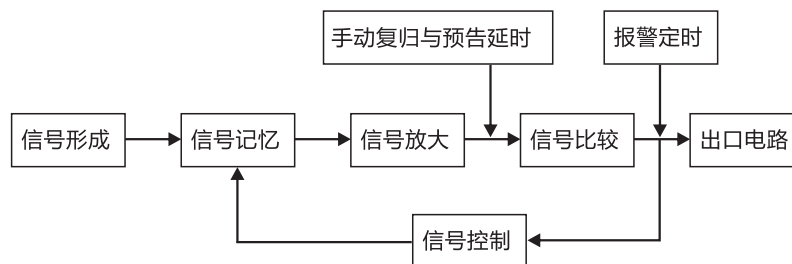 手动复归与预告延时
报警定时
信号形成
信号记忆
信号放大
信号比较
出口电路
信号控制